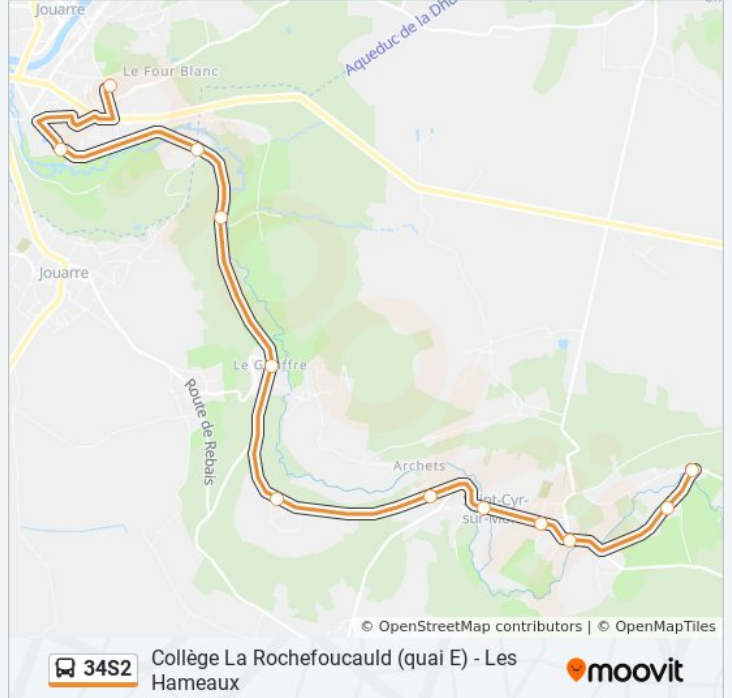 Jouarre
Le Four Blanc
Aqueduc de la Dhu
Jouarre
Route de Rebais
Archets
© OpenStreetMap contributors | © OpenMapTiles
34S2
Collège La Rochefoucauld (quai E) - Les
Hameaux
moovit